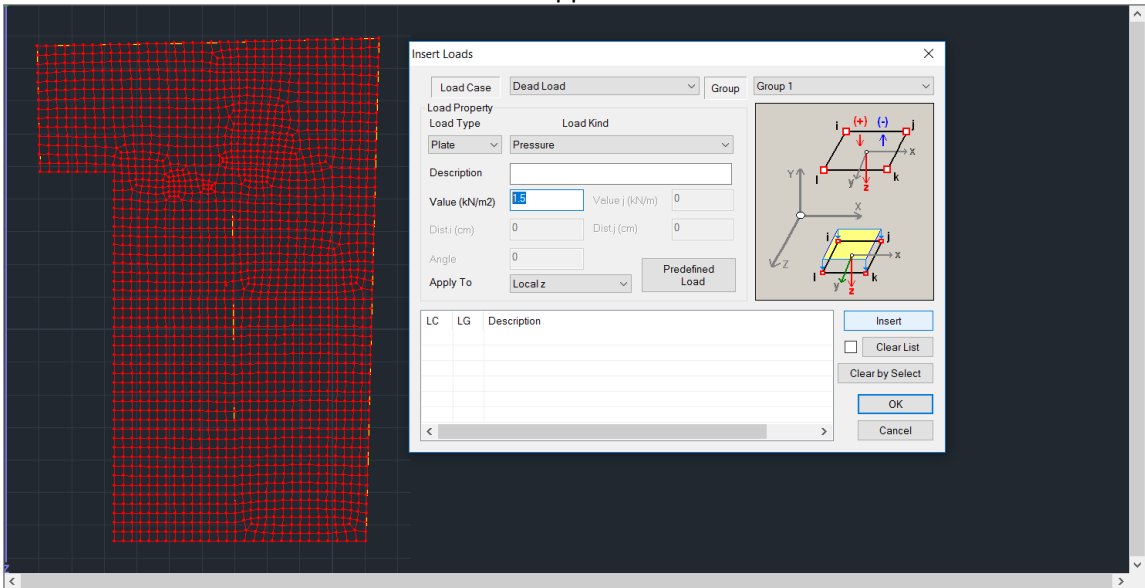 Insert Loads
Load Case Dead Load Group Group 1
Load Property
Load Type Load Kind
Plate Pressure
Description
Value (kN/m2) 1.5 Value j (kN/m) 0
Dist.i (cm) 0 Dist.j (cm) 0
Angle 0
Apply To Local z Predefined Load
i (+) (-) j
x
l y z k
Y X Z
i j
x
l y z k
LC LG Description
Insert
Clear List
Clear by Select
OK
Cancel
Z